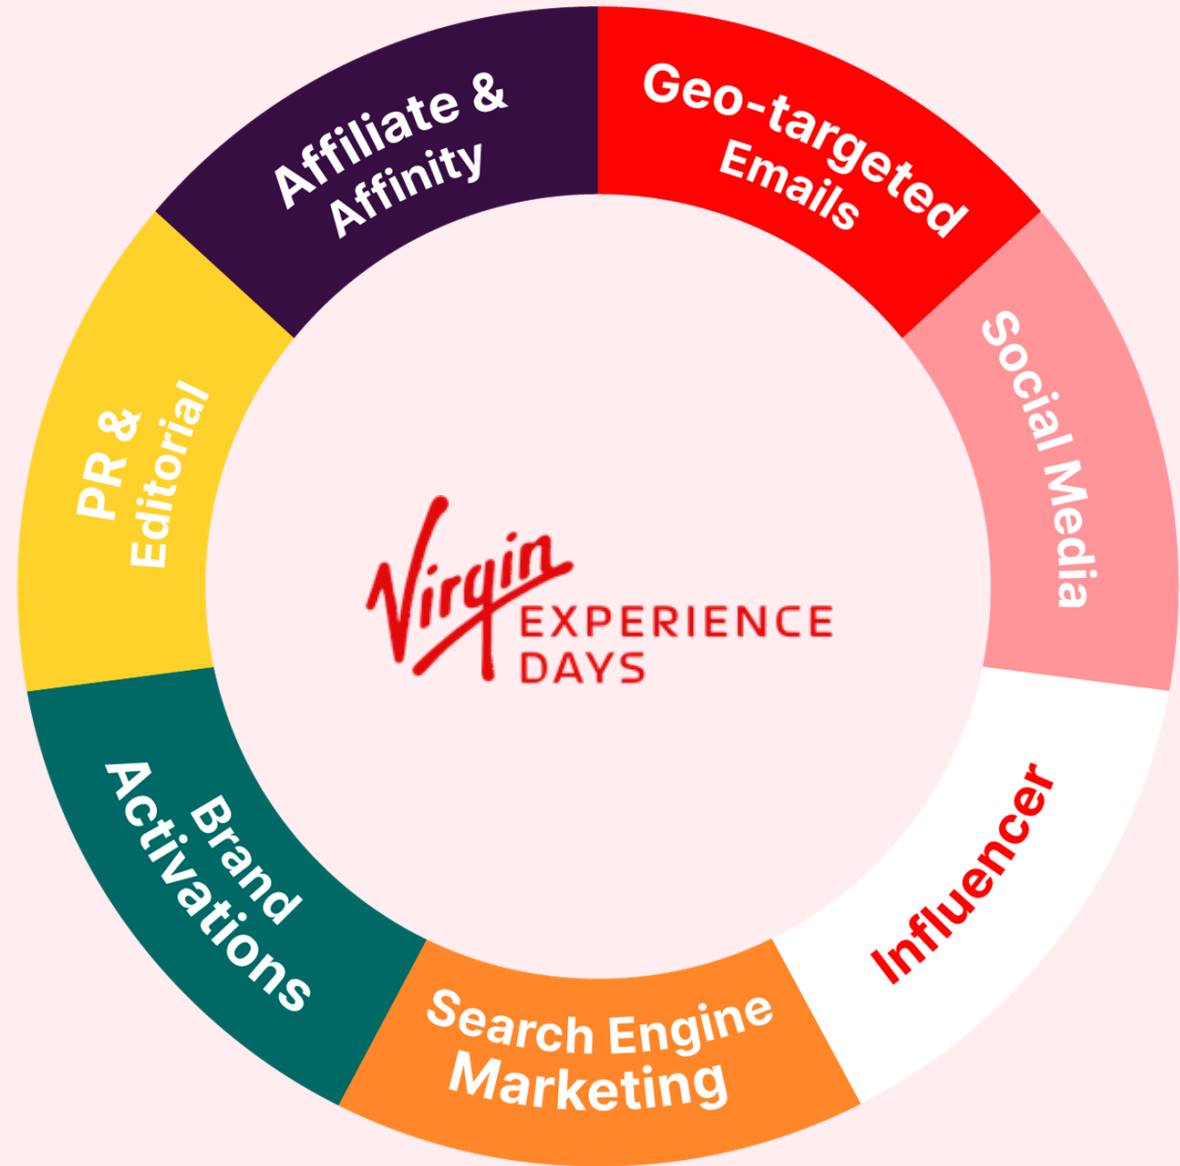 Geo-targeted
Emails
Social Media
Influencer
Search Engine
Marketing
Brand
Activations
PR &
Editorial
Affiliate &
Affinity
Virgin
EXPERIENCE
DAYS